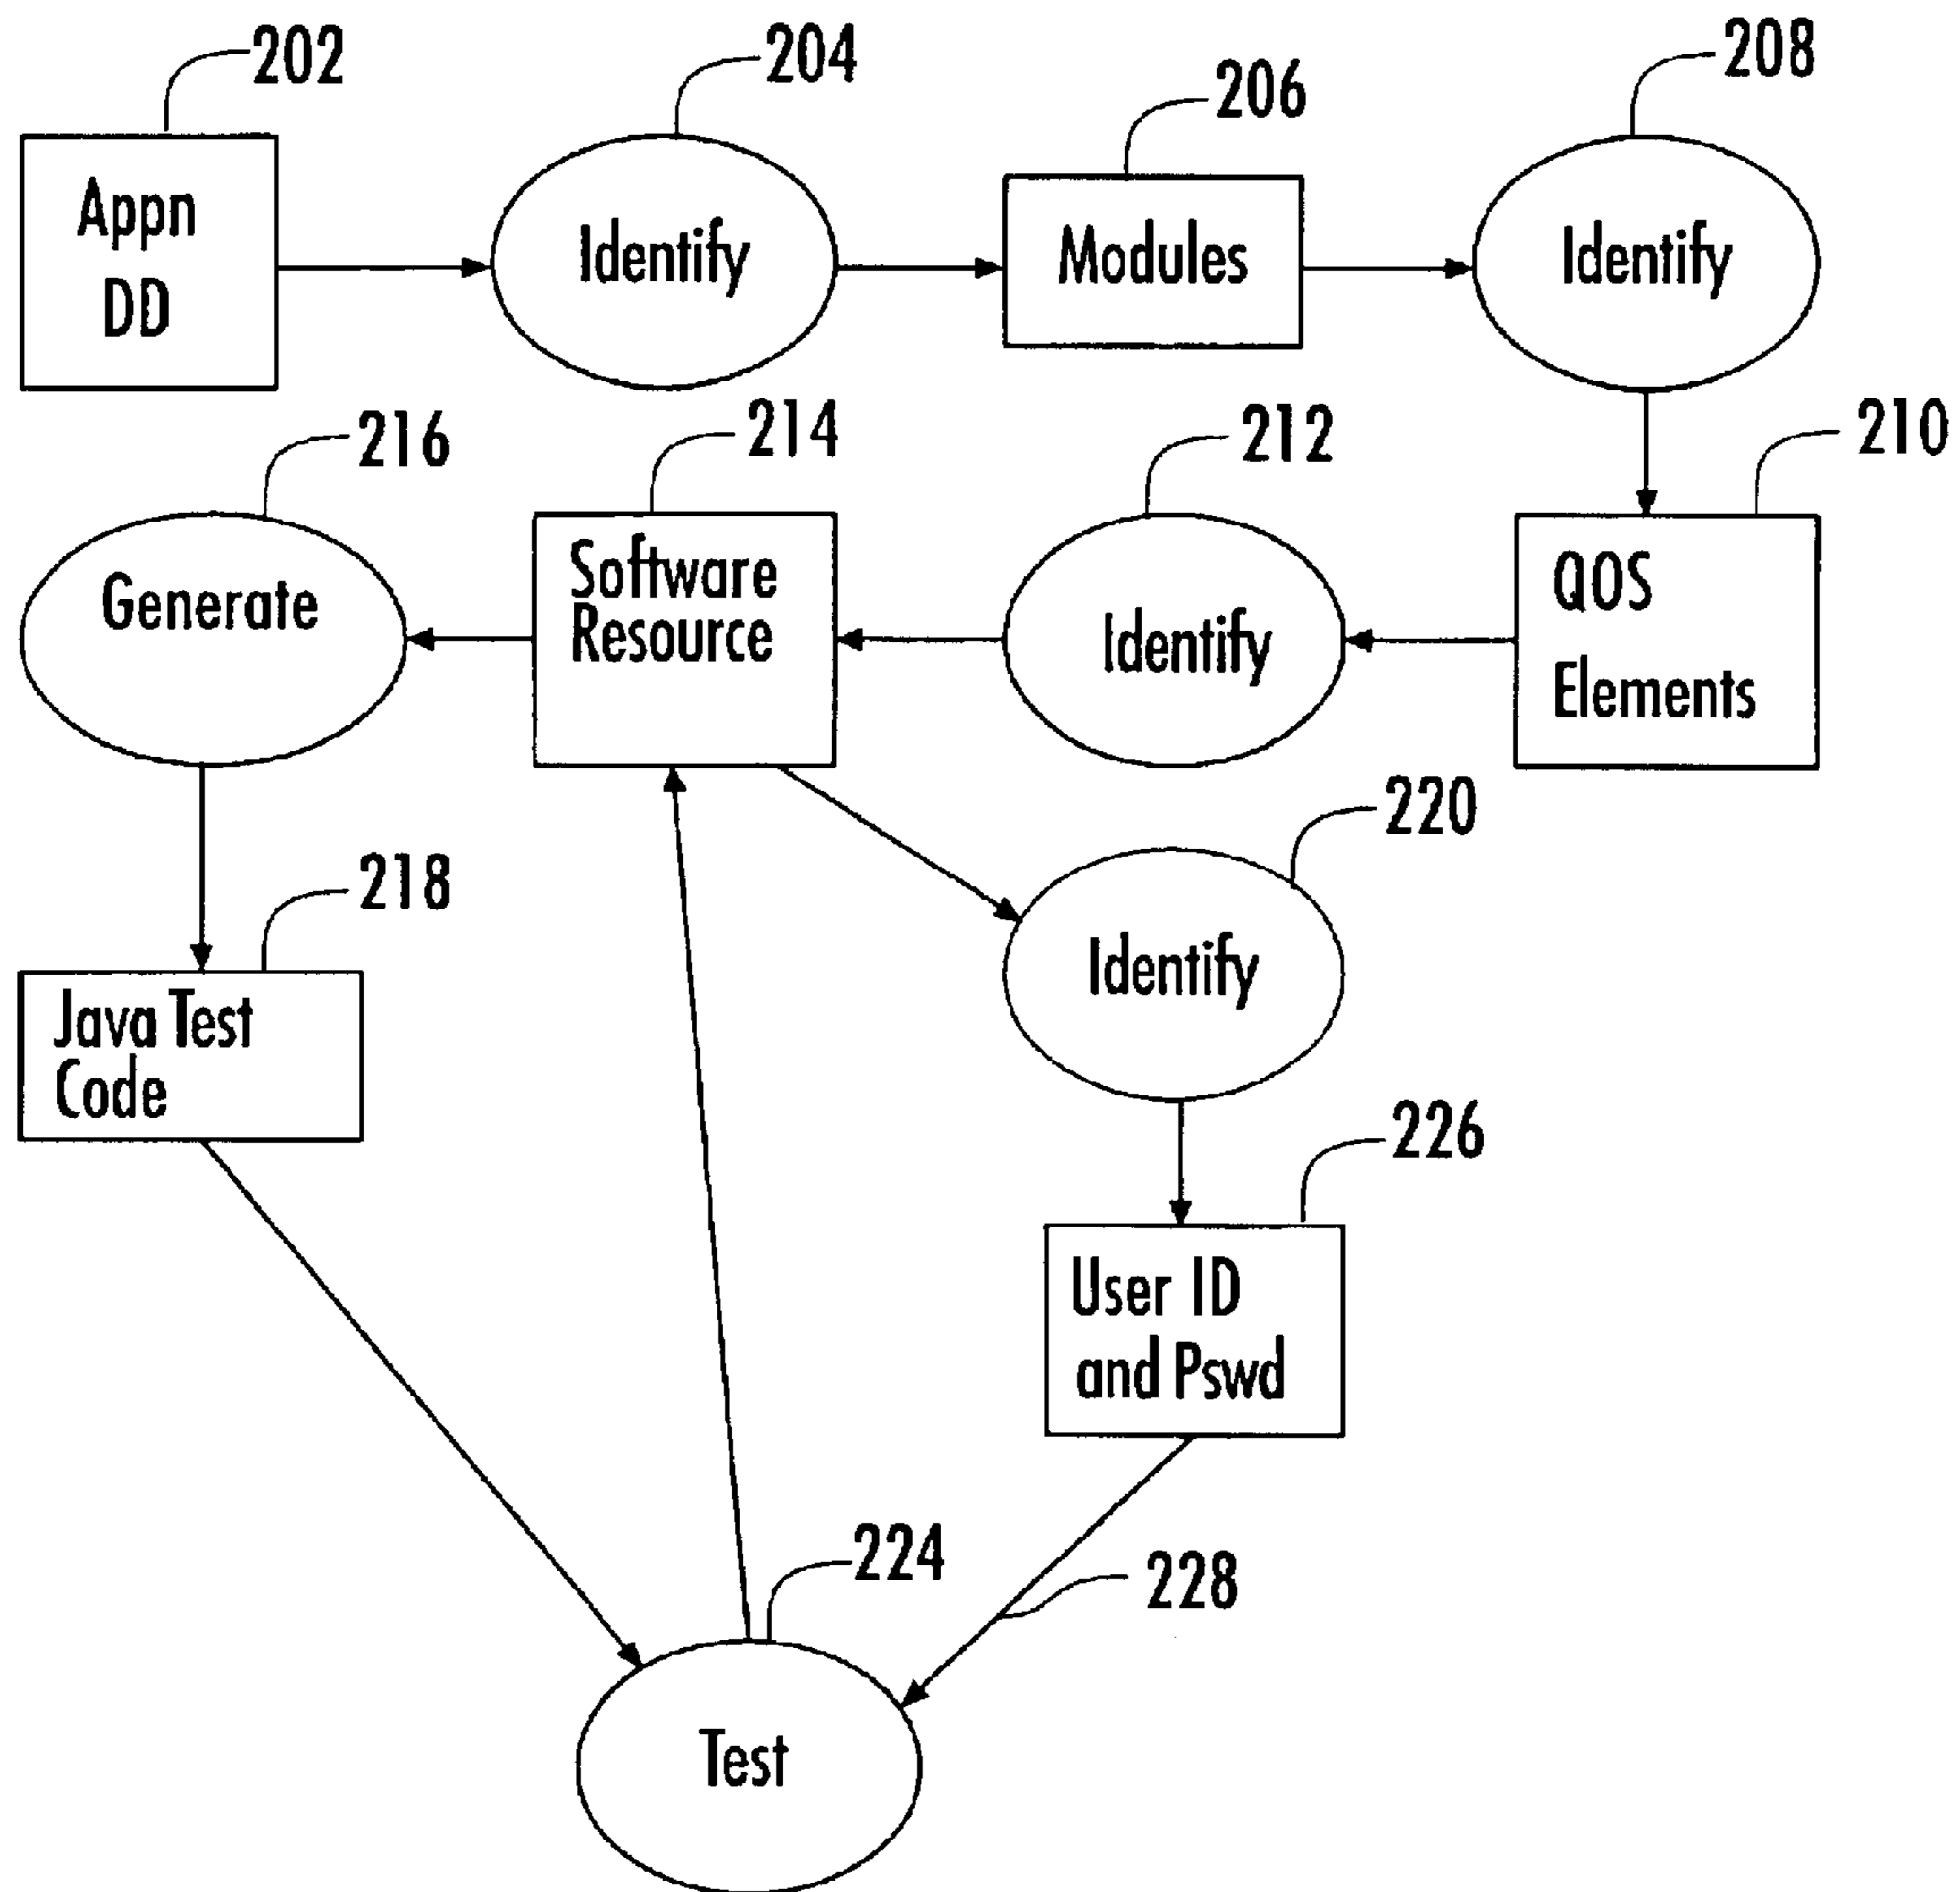 202
204
206
208
Appn
DD
Identify
Modules
Identify
216
214
212
210
Generate
Software
Resource
Identify
QOS
Elements
218
220
Java Test
Code
Identify
226
User ID
and Pswd
224
228
Test